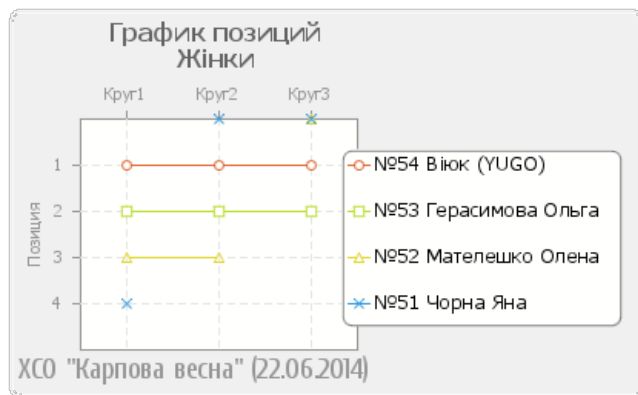 График позиций
Жінки
Круг1 Круг2 Круг3
Позиция
1
2
3
4
№54 Віюк (YUGO)
№53 Герасимова Ольга
№52 Мателешко Олена
№51 Чорна Яна
ХСО "Карпова весна" (22.06.2014)